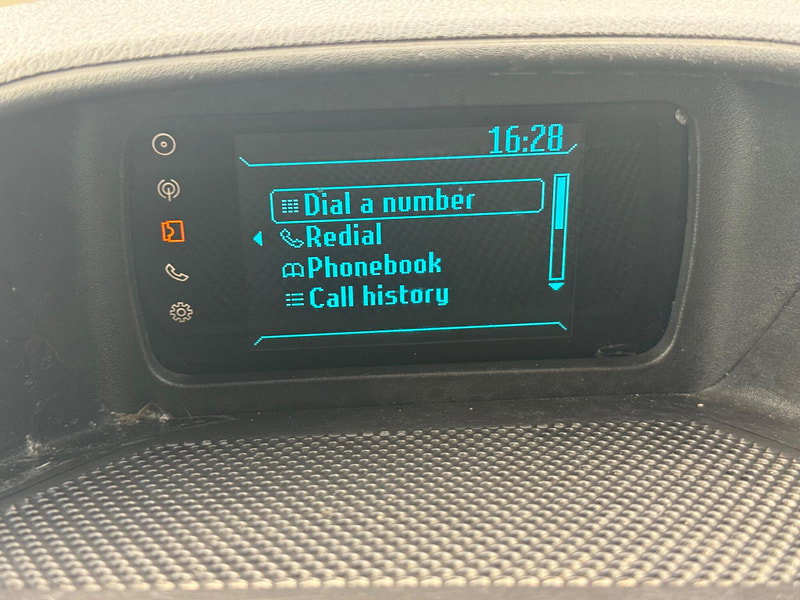 16:28
Dial a number
Redial
Phonebook
Call history